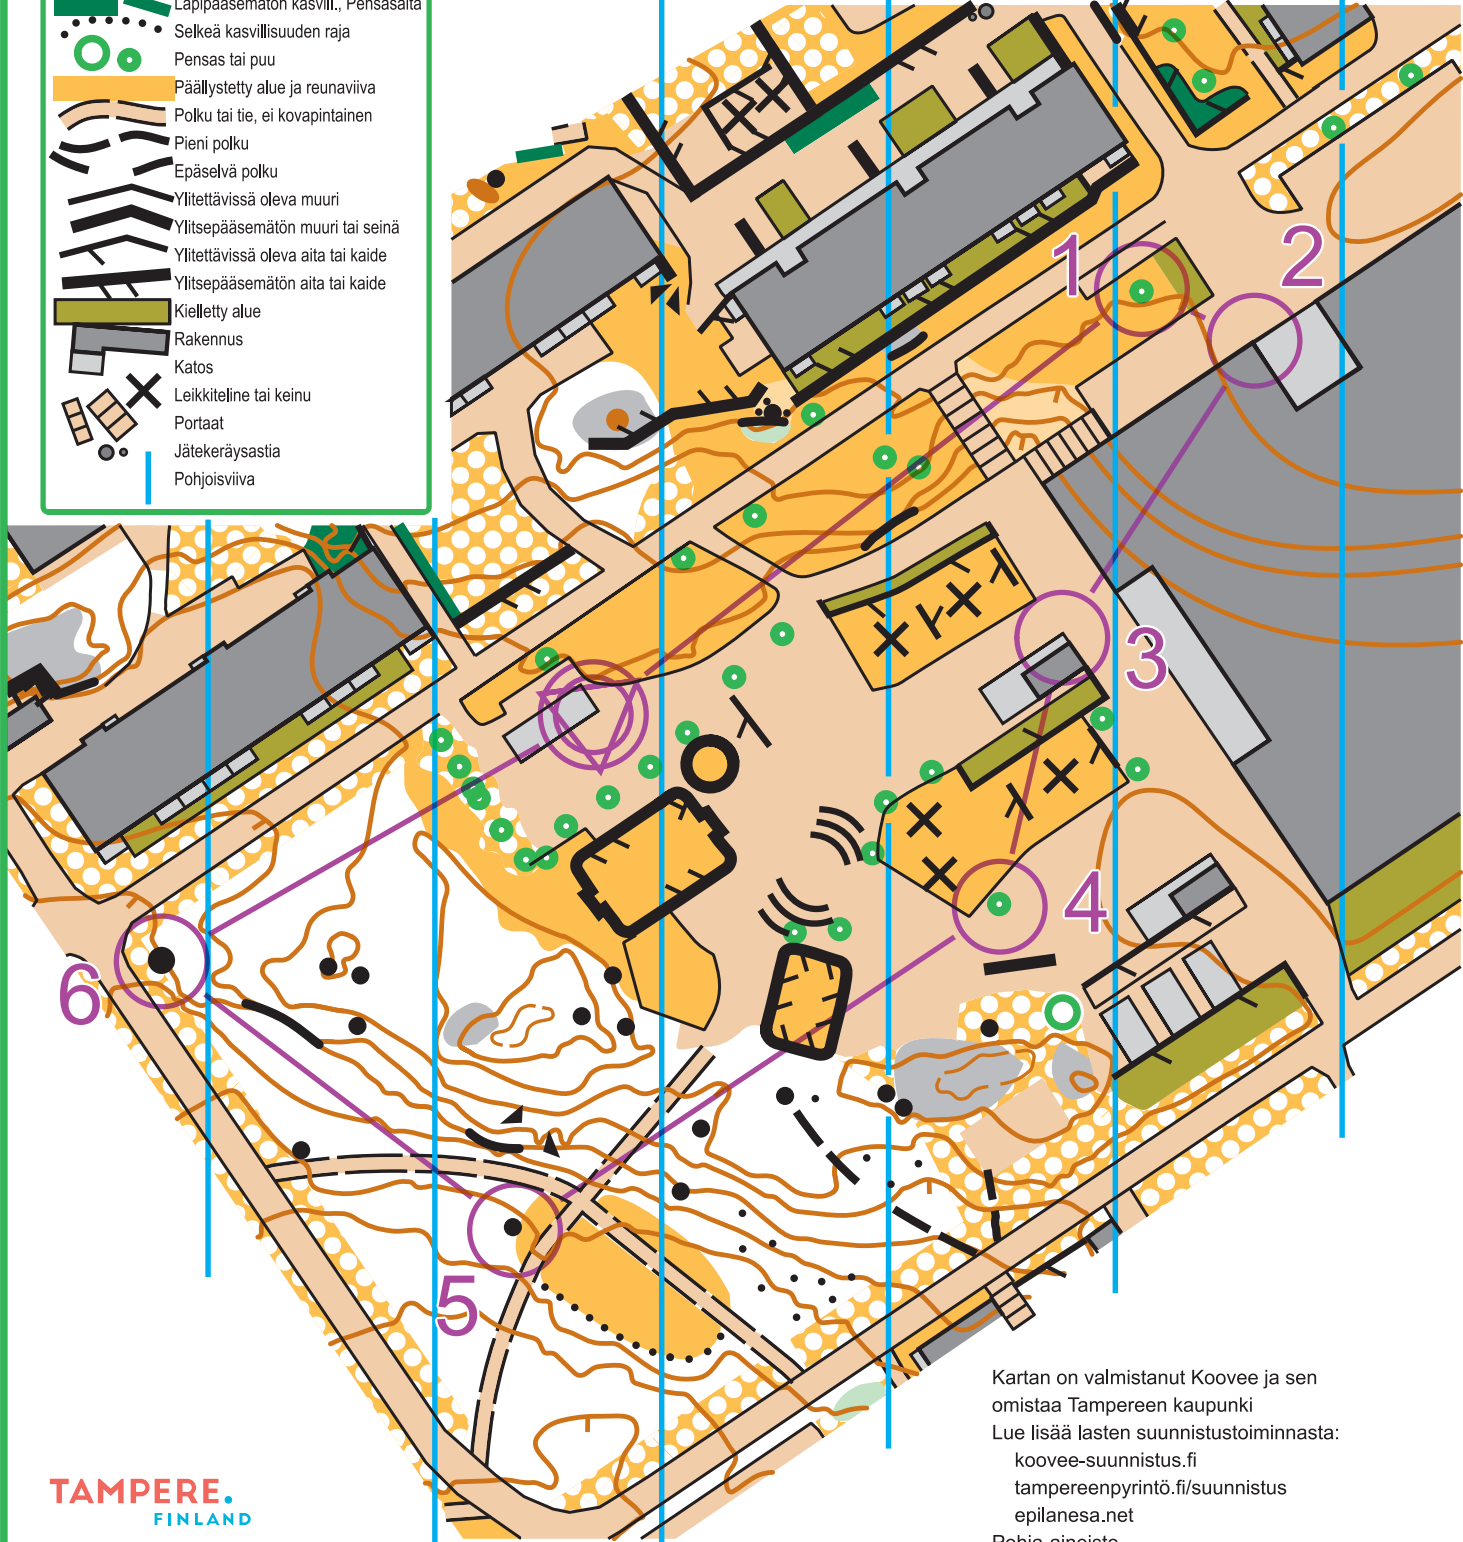 Läpipääsemätön kasvill., Pensasaita
Selkeä kasvillisuuden raja
Pensas tai puu
Päällystetty alue ja reunaviiva
Polku tai tie, ei kovapintainen
Pieni polku
Epäselvä polku
Ylitettävissä oleva muuri
Ylitsepääsemätön muuri tai seinä
Ylitettävissä oleva aita tai kaide
Ylitsepääsemätön aita tai kaide
Kielletty alue
Rakennus
Katos
Leikkiteline tai keinu
Portaat
Jätekeräysastia
Pohjoisviiva
1
2
3
4
5
6
Kartan on valmistanut Koovee ja sen
omistaa Tampereen kaupunki
Lue lisää lasten suunnistustoiminnasta:
koovee-suunnistus.fi
tampereenpyrintö.fi/suunnistus
epilanesa.net
Pohja-aineisto
TAMPERE.
FINLAND